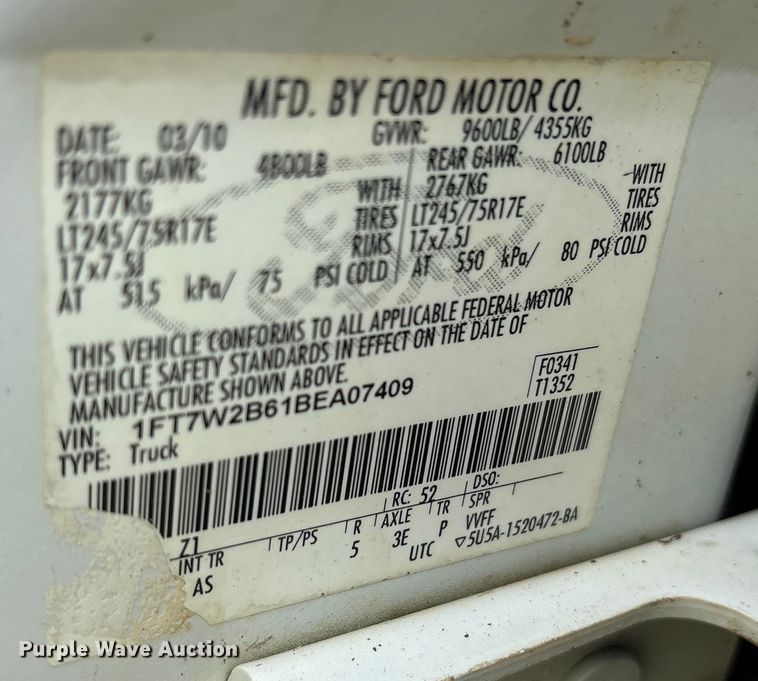 MFD. BY FORD MOTOR CO.
DATE: 03/10 GVWR: 9600LB/ 4355KG
FRONT GAWR: 4800LB REAR GAWR: 6100LB
2177KG WITH 2767KG WITH
LT245/75R17E TIRES LT245/75R17E TIRES
17x7.5J RIMS 17x7.5J RIMS
AT 515 kPa/ 75 PSI COLD AT 550 kPa/ 80 PSI COLD
THIS VEHICLE CONFORMS TO ALL APPLICABLE FEDERAL MOTOR
VEHICLE SAFETY STANDARDS IN EFFECT ON THE DATE OF
MANUFACTURE SHOWN ABOVE.
F0341
VIN: 1FT7W2B61BEA07409 T1352
TYPE: Truck
RC: 52 DSO:
Z1 TP/PS R AXLE TR SPR
INT TR 5 3E P VVFF
AS UTC ▽5U5A-1520472-BA
Purple Wave Auction